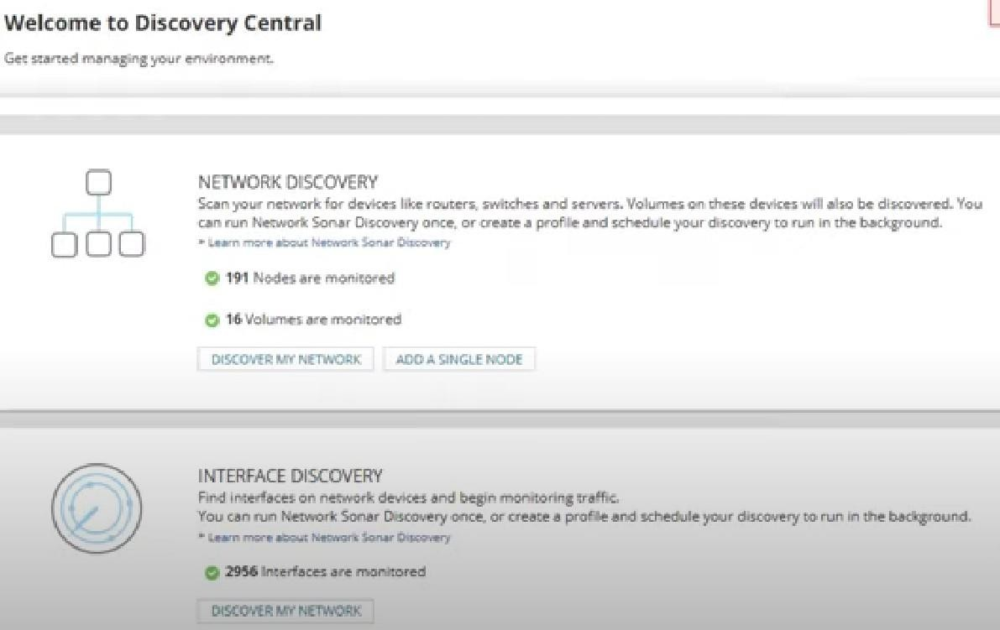 Welcome to Discovery Central
Get started managing your environment.
NETWORK DISCOVERY
Scan your network for devices like routers, switches and servers. Volumes on these devices will also be discovered. You
can run Network Sonar Discovery once, or create a profile and schedule your discovery to run in the background.
» Learn more about Network Sonar Discovery
191 Nodes are monitored
16 Volumes are monitored
DISCOVER MY NETWORK
ADD A SINGLE NODE
INTERFACE DISCOVERY
Find interfaces on network devices and begin monitoring traffic.
You can run Network Sonar Discovery once, or create a profile and schedule your discovery to run in the background.
» Learn more about Network Sonar Discovery
2956 Interfaces are monitored
DISCOVER MY NETWORK